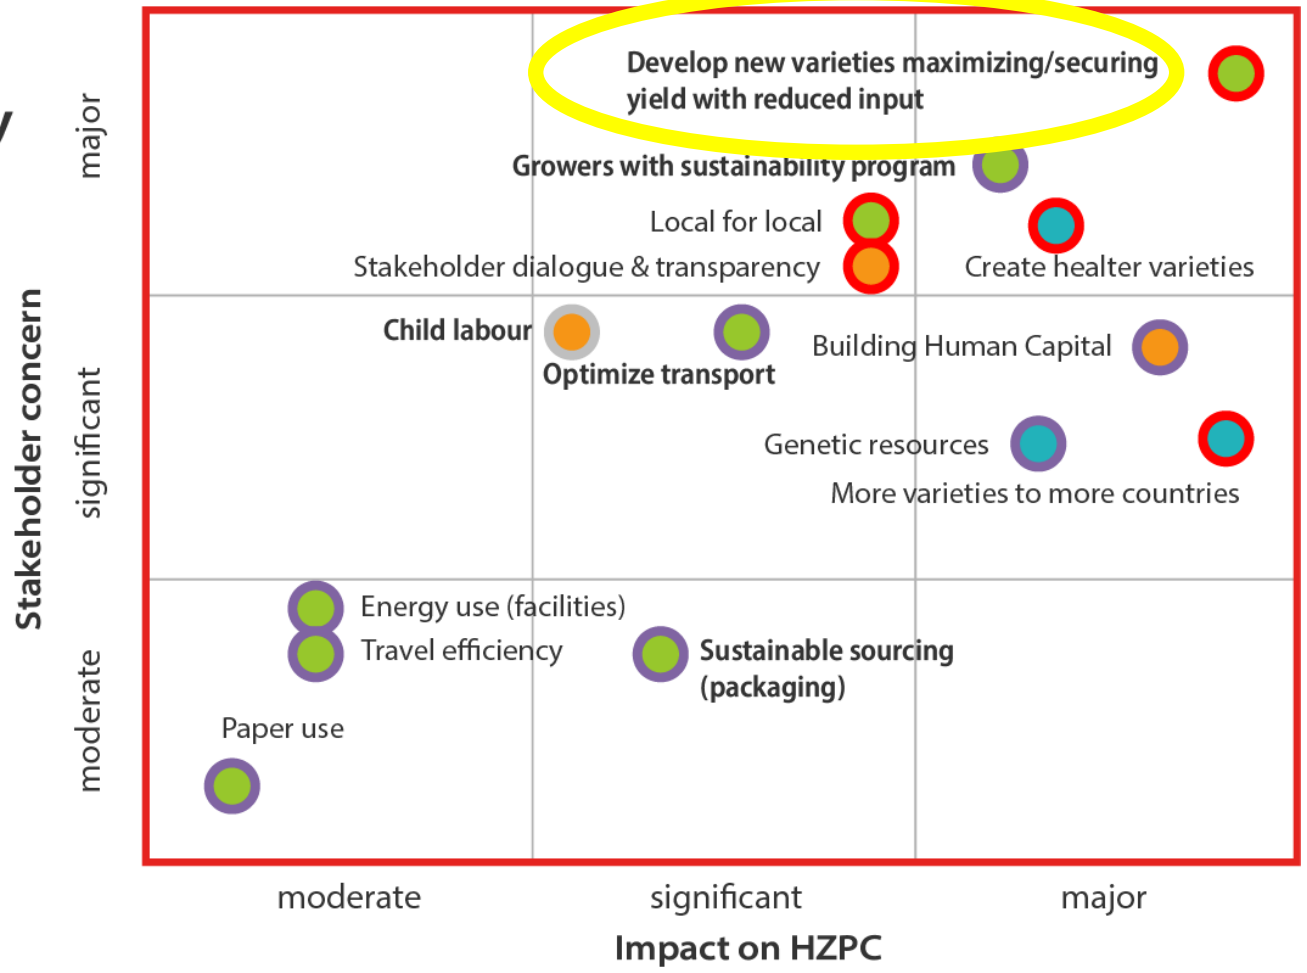 Develop new varieties maximizing/securing
yield with reduced input
Growers with sustainability program
Local for local
Stakeholder dialogue & transparency
Create healter varieties
Child labour
Optimize transport
Building Human Capital
Genetic resources
More varieties to more countries
Energy use (facilities)
Travel efficiency
Sustainable sourcing
(packaging)
Paper use
Stakeholder concern
major
significant
moderate
moderate
significant
major
Impact on HZPC